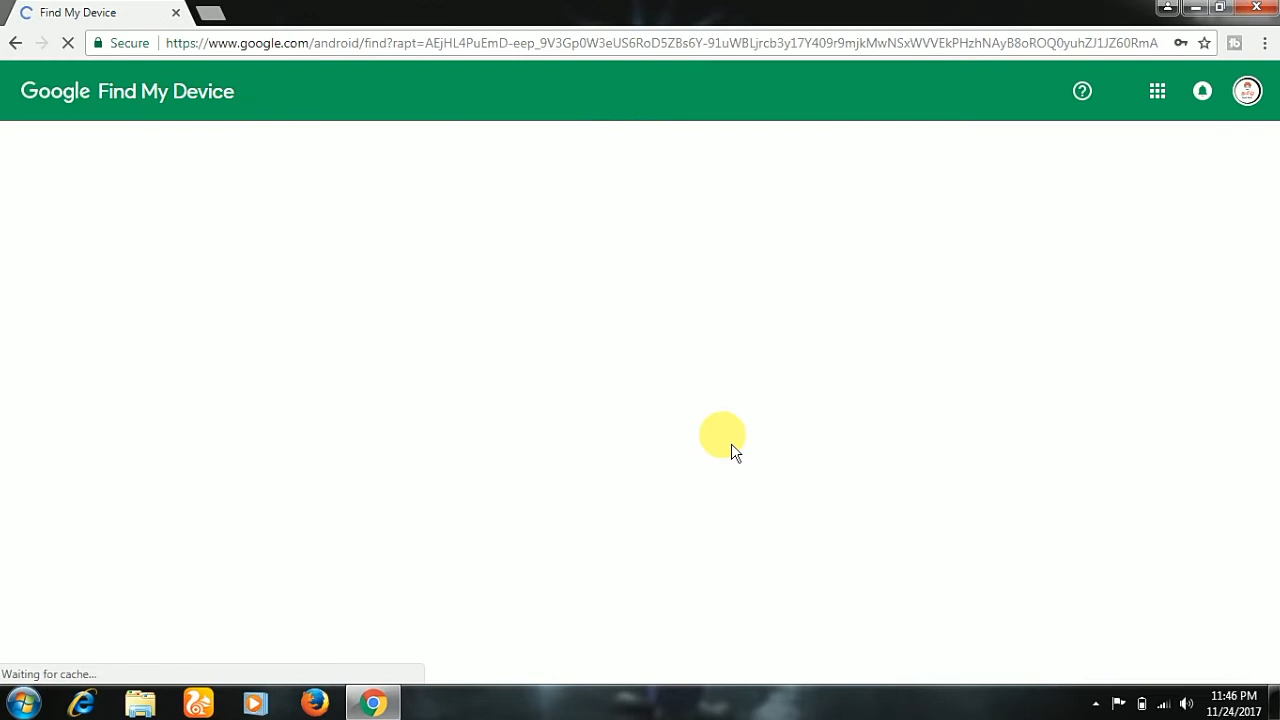 Find My Device
Secure
https://www.google.com/android/find?rapt=AEjHL4PuEmD-eep_9V3Gp0W3eUS6RoD5ZBs6Y-91uWBLjrcb3y17Y409r9mjkMwNSxWVVEkPHzhNAyB8oROQ0yuhZJ1JZ60RmA
Google Find My Device
Waiting for cache...
11:46 PM
11/24/2017